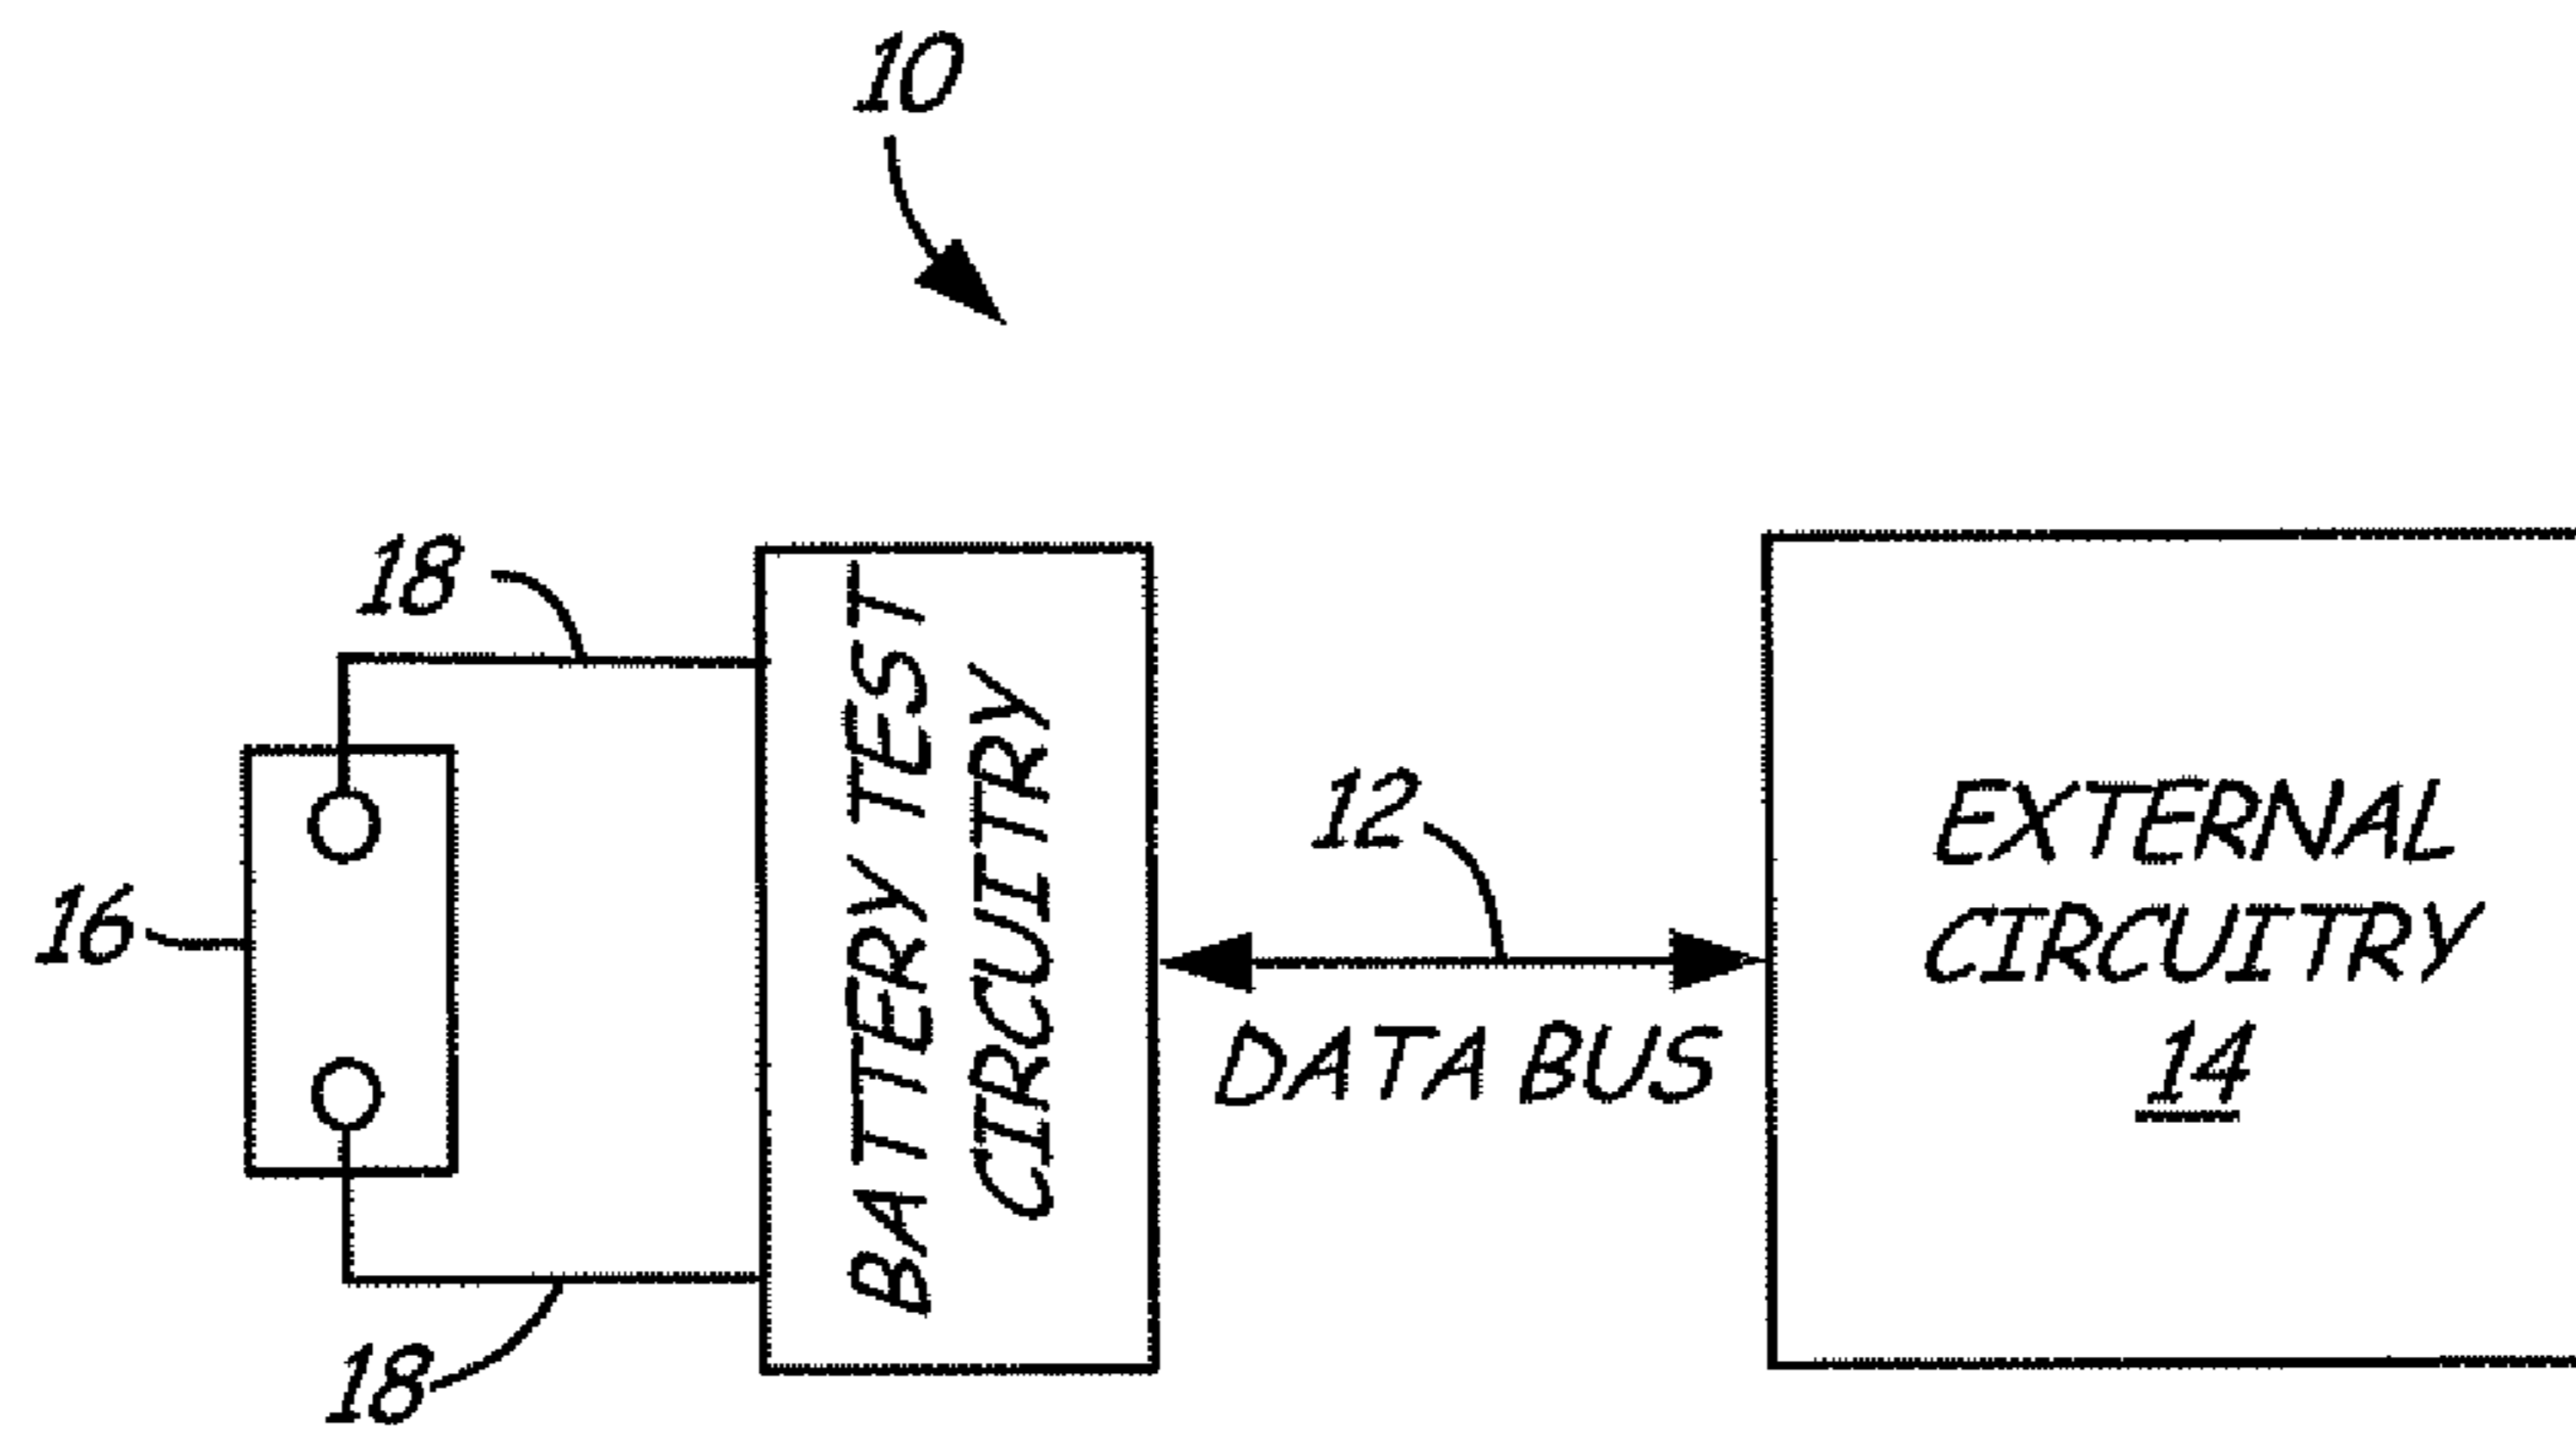 10
18
BATTERY TEST
CIRCUITRY
16
12
DATA BUS
EXTERNAL
CIRCUITRY
14
18